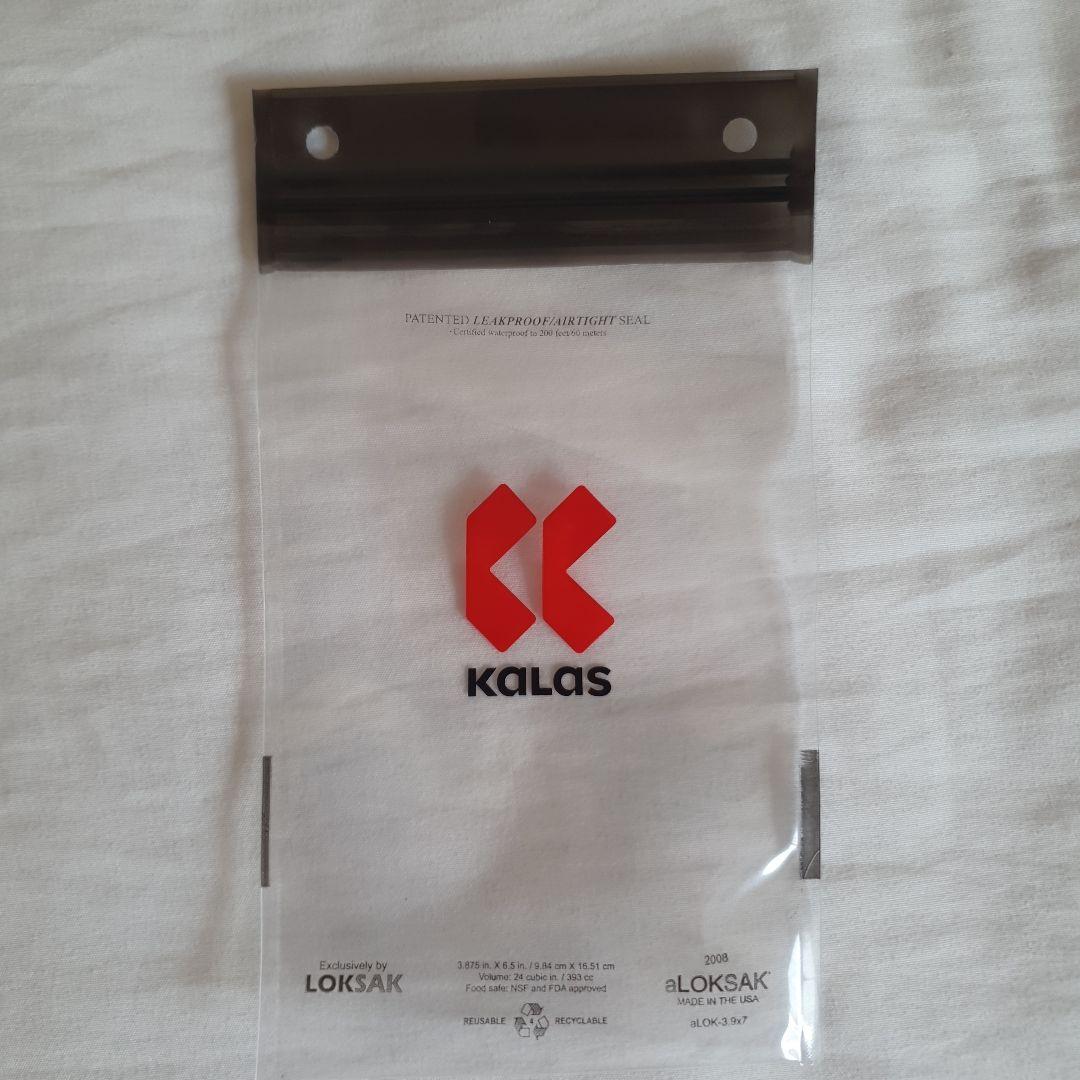 PATENTED LEAKPROOF/AIRTIGHT SEAL
·Certified waterproof to 200 feet/60 meters
KaLas
Exclusively by
LOKSAK
3.875 in. X 6.5 in. / 9.84 cm X 16.51 cm
Volume: 24 cubic in. / 393 cc
Food safe: NSF and FDA approved
REUSABLE 4 RECYCLABLE
2008
aLOKSAK®
MADE IN THE USA
aLOK-3.9x7